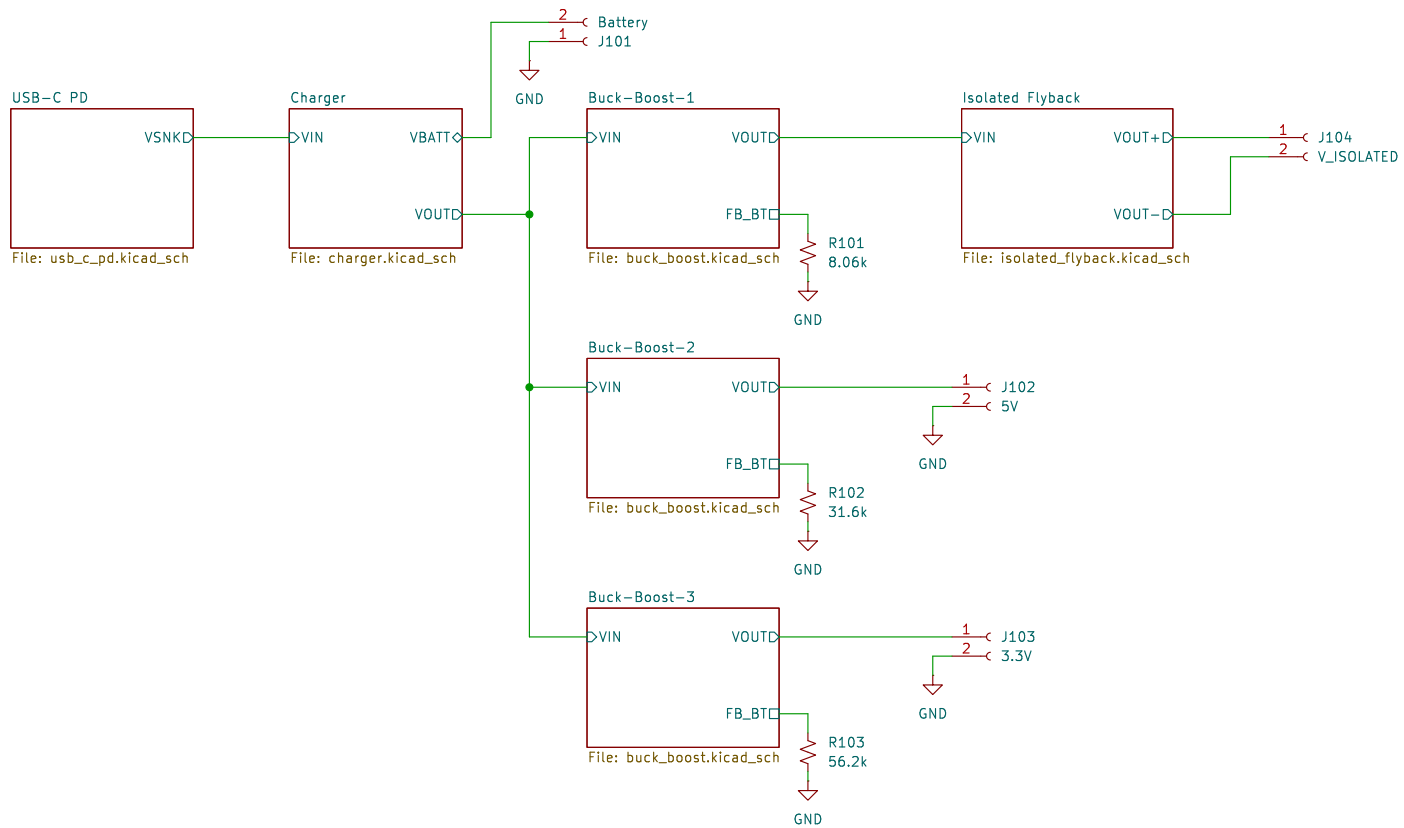 2 Battery
1 J101
GND
USB-C PD
VSNK
File: usb_c_pd.kicad_sch
Charger
VIN VBATT
VOUT
File: charger.kicad_sch
Buck-Boost-1
VIN VOUT
FB_BT
File: buck_boost.kicad_sch
R101
8.06k
GND
Isolated Flyback
VIN VOUT+
VOUT-
File: isolated_flyback.kicad_sch
1 J104
2 V_ISOLATED
Buck-Boost-2
VIN VOUT
FB_BT
File: buck_boost.kicad_sch
R102
31.6k
GND
1 J102
2 5V
GND
Buck-Boost-3
VIN VOUT
FB_BT
File: buck_boost.kicad_sch
R103
56.2k
GND
1 J103
2 3.3V
GND